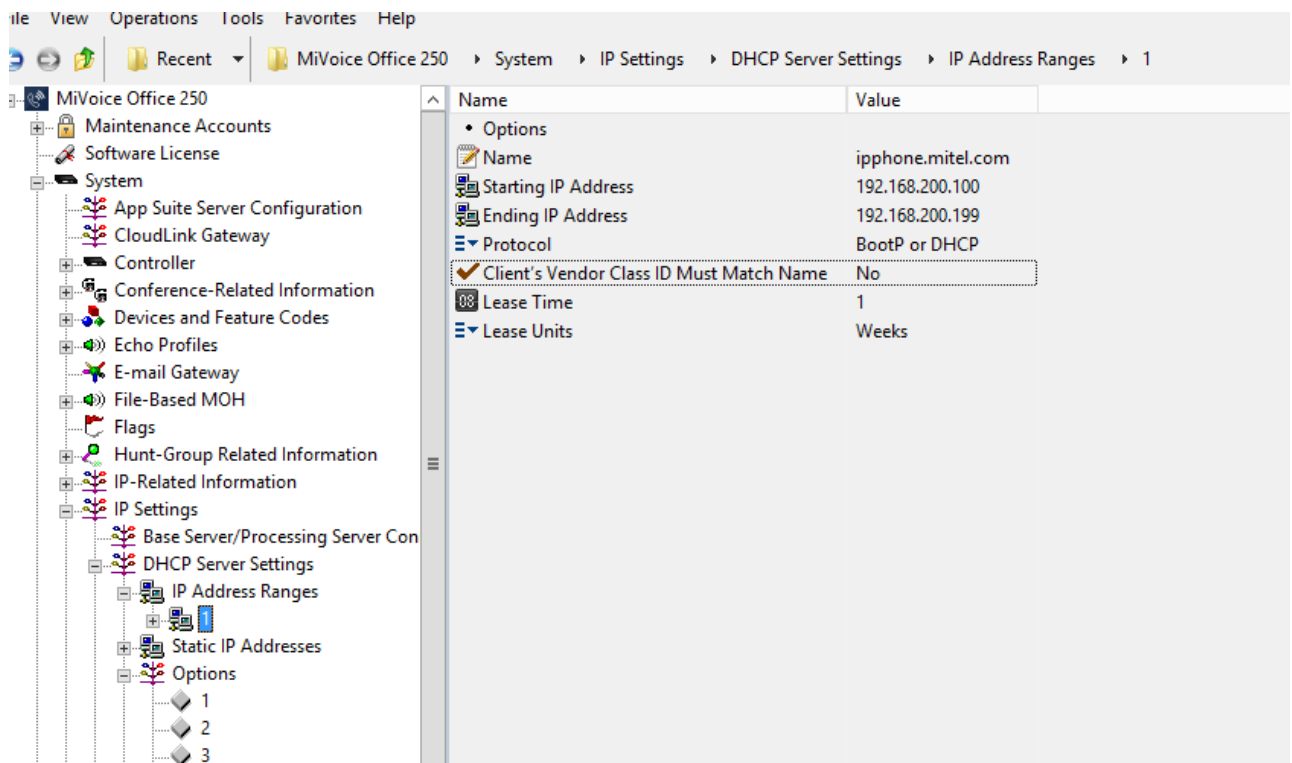 ile View Operations Tools Favorites Help
Recent MiVoice Office 250 System IP Settings DHCP Server Settings IP Address Ranges 1
MiVoice Office 250
Maintenance Accounts
Software License
System
App Suite Server Configuration
CloudLink Gateway
Controller
Conference-Related Information
Devices and Feature Codes
Echo Profiles
E-mail Gateway
File-Based MOH
Flags
Hunt-Group Related Information
IP-Related Information
IP Settings
Base Server/Processing Server Con
DHCP Server Settings
IP Address Ranges
1
Static IP Addresses
Options
1
2
3
Name Value
Options
Name ipphone.mitel.com
Starting IP Address 192.168.200.100
Ending IP Address 192.168.200.199
Protocol BootP or DHCP
Client's Vendor Class ID Must Match Name No
08 Lease Time 1
Lease Units Weeks